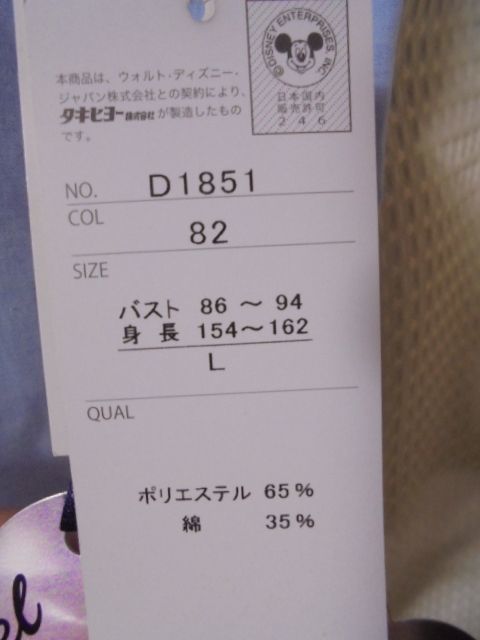 ©DISNEY ENTERPRISES, INC
日本国内
販売許可
246
本商品は、ウォルト・ディズニー・
ジャパン株式会社との契約により、
タキヒヨー株式会社が製造したもの
です。
NO. D1851
COL
82
SIZE
バスト 86 ～ 94
身長 154～162
L
QUAL
ポリエステル 65%
綿 35%
el